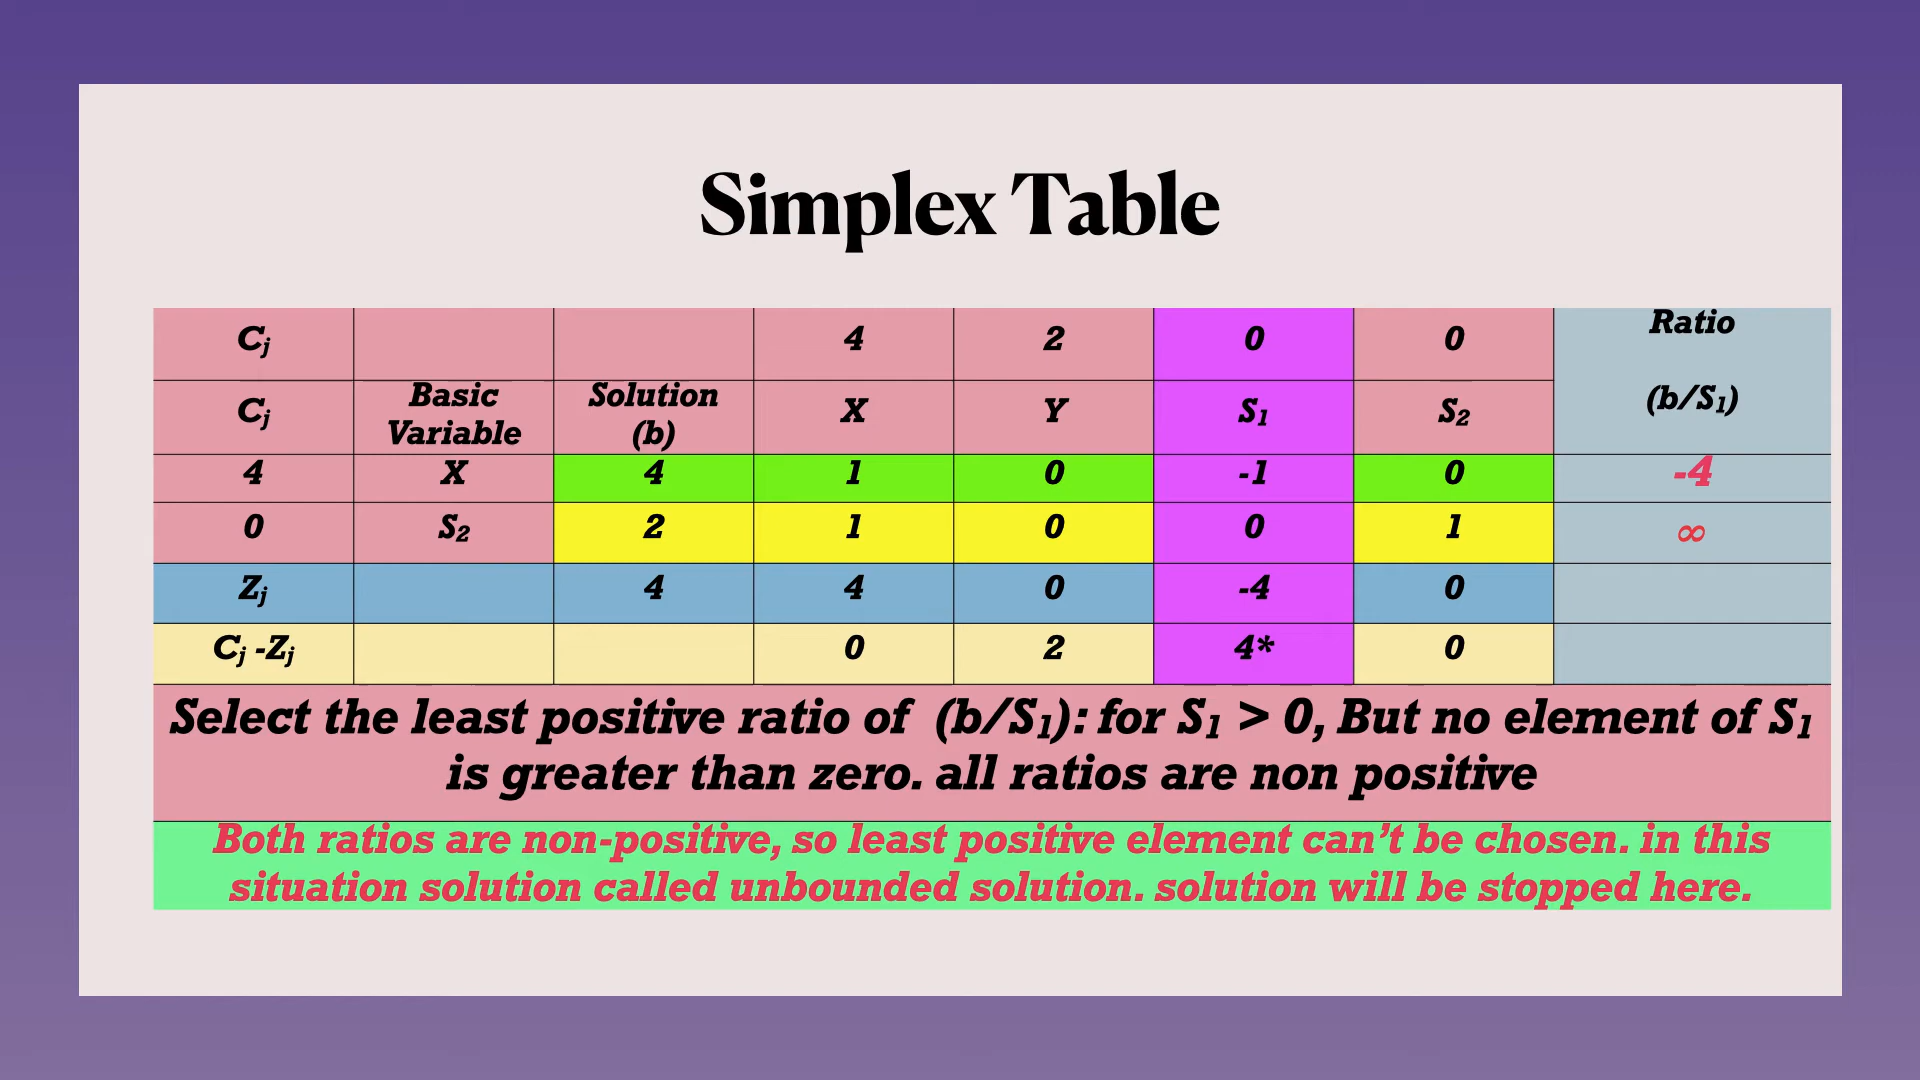 Simplex Table
Cj 4 2 0 0 Ratio
(b/S1)
Cj Basic Variable Solution (b) X Y S1 S2
4 X 4 1 0 -1 0 -4
0 S2 2 1 0 0 1 ∞
Zj 4 4 0 -4 0
Cj -Zj 0 2 4* 0
Select the least positive ratio of (b/S1): for S1 > 0, But no element of S1
is greater than zero. all ratios are non positive
Both ratios are non-positive, so least positive element can’t be chosen. in this
situation solution called unbounded solution. solution will be stopped here.